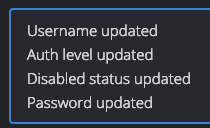 Username updated
Auth level updated
Disabled status updated
Password updated